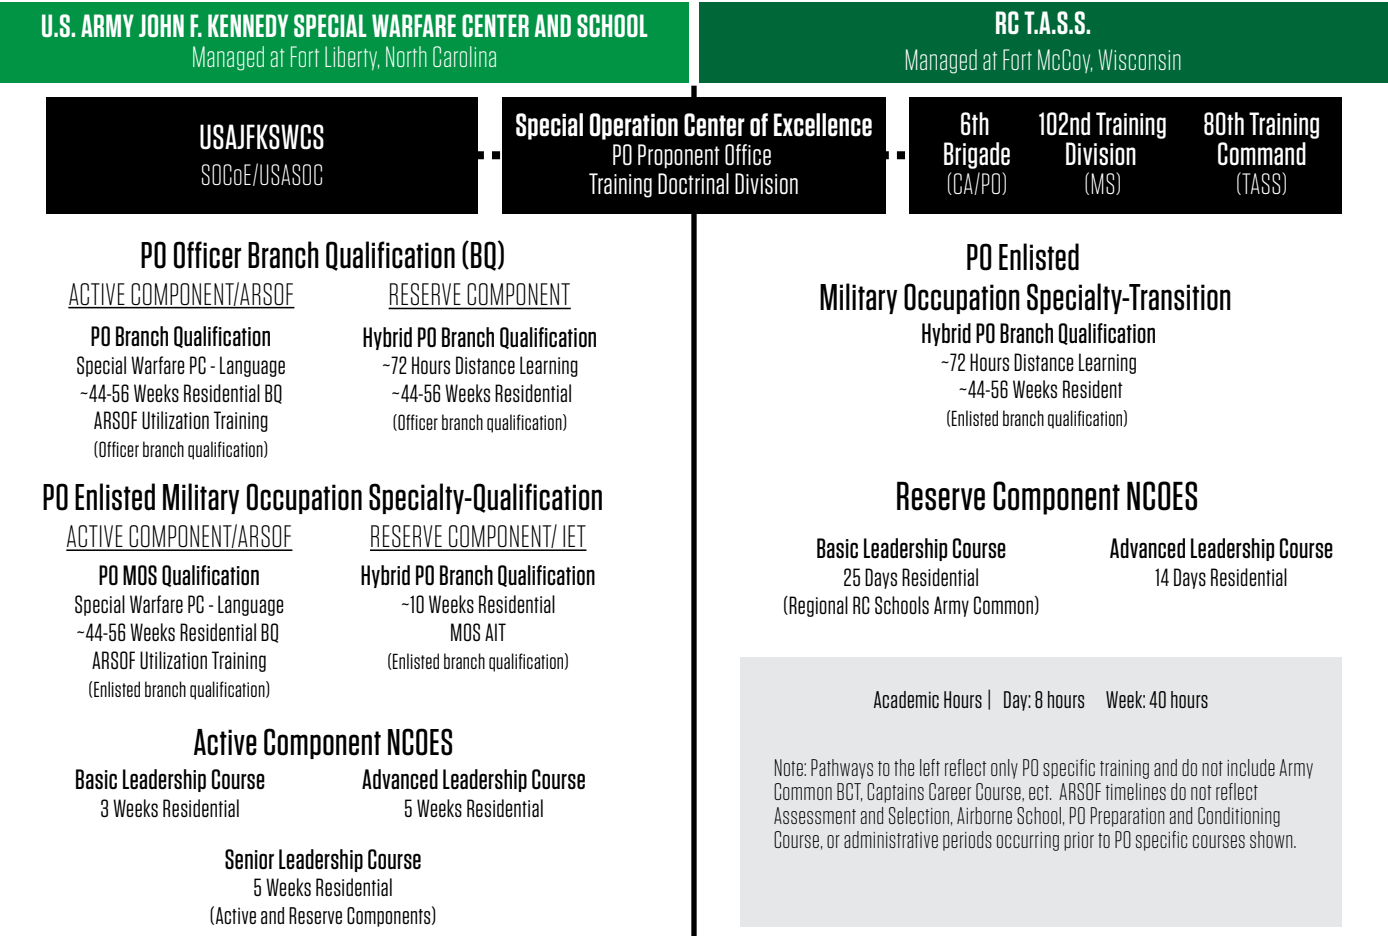 U.S. ARMY JOHN F. KENNEDY SPECIAL WARFARE CENTER AND SCHOOL
Managed at Fort Liberty, North Carolina
RC T.A.S.S.
Managed at Fort McCoy, Wisconsin
USAJFKSWCS
SOCoE/USASOC
Special Operation Center of Excellence
PO Proponent Office
Training Doctrinal Division
6th
Brigade
(CA/PO)
102nd Training
Division
(MS)
80th Training
Command
(TASS)
PO Officer Branch Qualification (BQ)
ACTIVE COMPONENT/ARSOF
PO Branch Qualification
Special Warfare PC - Language
~44-56 Weeks Residential BQ
ARSOF Utilization Training
(Officer branch qualification)
RESERVE COMPONENT
Hybrid PO Branch Qualification
~72 Hours Distance Learning
~44-56 Weeks Residential
(Officer branch qualification)
PO Enlisted Military Occupation Specialty-Qualification
ACTIVE COMPONENT/ARSOF
PO MOS Qualification
Special Warfare PC - Language
~44-56 Weeks Residential BQ
ARSOF Utilization Training
(Enlisted branch qualification)
RESERVE COMPONENT/ IET
Hybrid PO Branch Qualification
~10 Weeks Residential
MOS AIT
(Enlisted branch qualification)
Active Component NCOES
Basic Leadership Course
3 Weeks Residential
Advanced Leadership Course
5 Weeks Residential
Senior Leadership Course
5 Weeks Residential
(Active and Reserve Components)
PO Enlisted
Military Occupation Specialty-Transition
Hybrid PO Branch Qualification
~72 Hours Distance Learning
~44-56 Weeks Resident
(Enlisted branch qualification)
Reserve Component NCOES
Basic Leadership Course
25 Days Residential
(Regional RC Schools Army Common)
Advanced Leadership Course
14 Days Residential
Academic Hours | Day: 8 hours Week: 40 hours
Note: Pathways to the left reflect only PO specific training and do not include Army
Common BCT, Captains Career Course, ect. ARSOF timelines do not reflect
Assessment and Selection, Airborne School, PO Preparation and Conditioning
Course, or administrative periods occurring prior to PO specific courses shown.